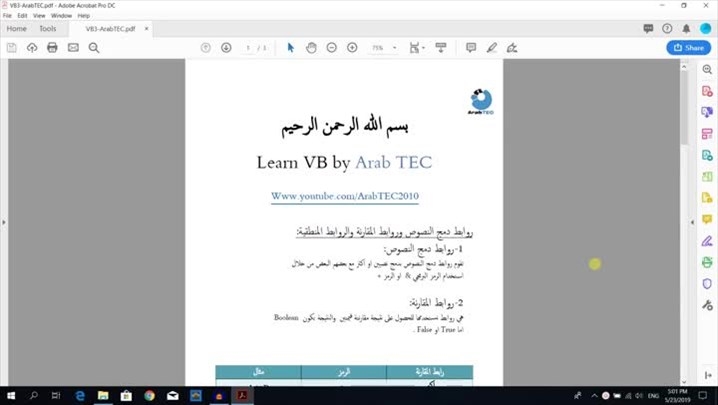 VB3-ArabTEC.pdf - Adobe Acrobat Pro DC
File Edit View Window Help
Home Tools VB3-ArabTEC.pdf ×
1 / 3 75%
Share
ArabTEC
بسم الله الرحمن الرحيم
Learn VB by Arab TEC
Www.youtube.com/ArabTEC2010
روابط دمج النصوص وروابط المقارنة والروابط المنطقية:
1-روابط دمج النصوص:
تقوم روابط دمج النصوص بدمج نصيين او أكثر مع بعضهم البعض من خلال
استخدام الرمز البرمجي & او الرمز +
2-روابط المقارنة:
هي روابط نستخدمها للحصول على نتيجة مقارنة قيمتين والنتيجة يكون Boolean
اما True او False .
رابط المقارنة الرمز مثال
ENG
5:01 PM
5/23/2019